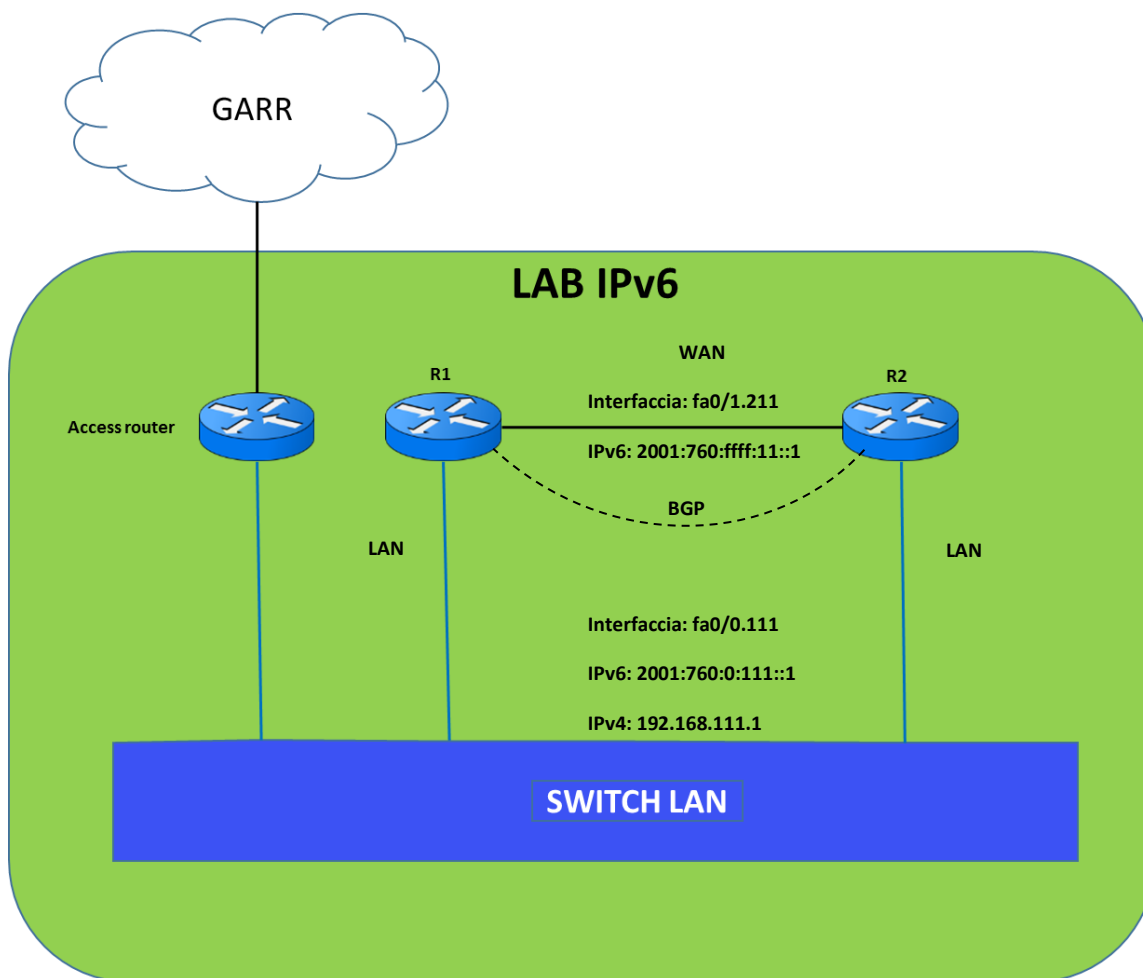 GARR
LAB IPv6
WAN
R1
R2
Interfaccia: fa0/1.211
Access router
IPv6: 2001:760:ffff:11::1
BGP
LAN
LAN
Interfaccia: fa0/0.111
IPv6: 2001:760:0:111::1
IPv4: 192.168.111.1
SWITCH LAN